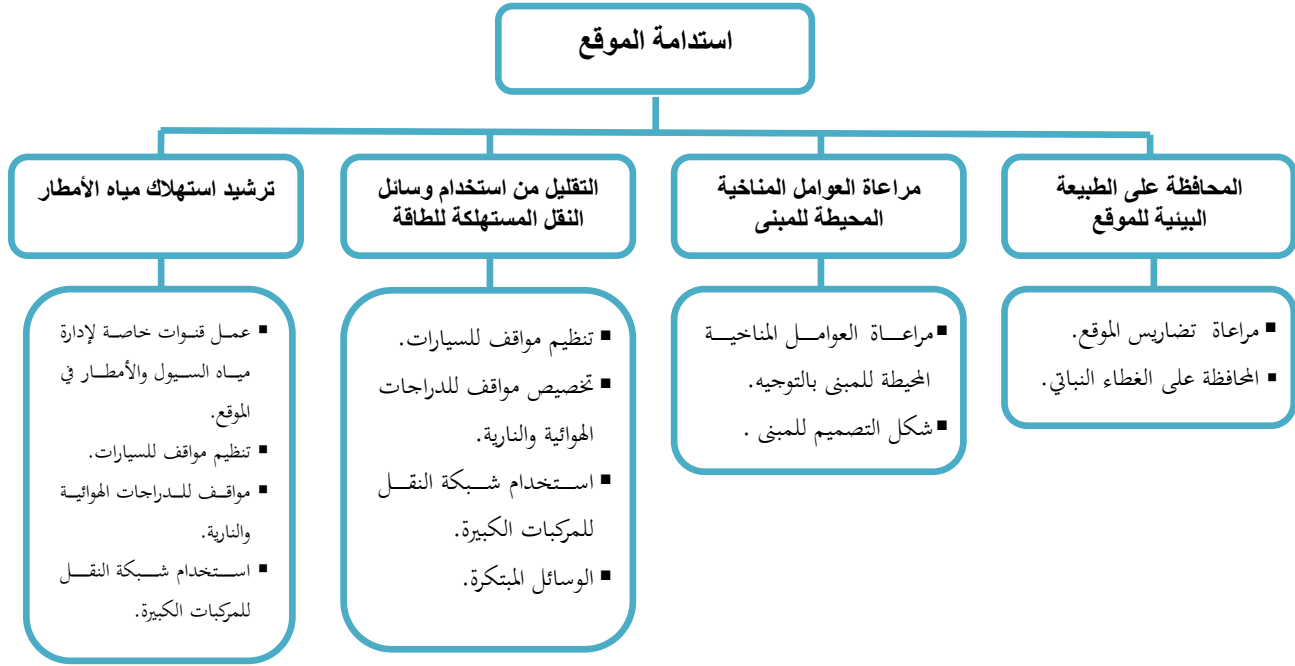 استدامة الموقع
المحافظة على الطبيعة
البيئية للموقع
مراعاة العوامل المناخية
المحيطة للمبنى
التقليل من استخدام وسائل
النقل المستهلكة للطاقة
ترشيد استهلاك مياه الأمطار
▪ مراعاة تضاريس الموقع.
▪ المحافظة على الغطاء النباتي.
▪ مراعاة العوامل المناخية
المحيطة للمبنى بالتوجيه.
▪ شكل التصميم للمبنى .
▪ تنظيم مواقف للسيارات.
▪ تخصيص مواقف للدراجات
الهوائية والنارية.
▪ استخدام شبكة النقل
للمركبات الكبيرة.
▪ الوسائل المبتكرة.
▪ عمل قنوات خاصة لإدارة
مياه السيول والأمطار في
الموقع.
▪ تنظيم مواقف للسيارات.
▪ مواقف للدراجات الهوائية
والنارية.
▪ استخدام شبكة النقل
للمركبات الكبيرة.